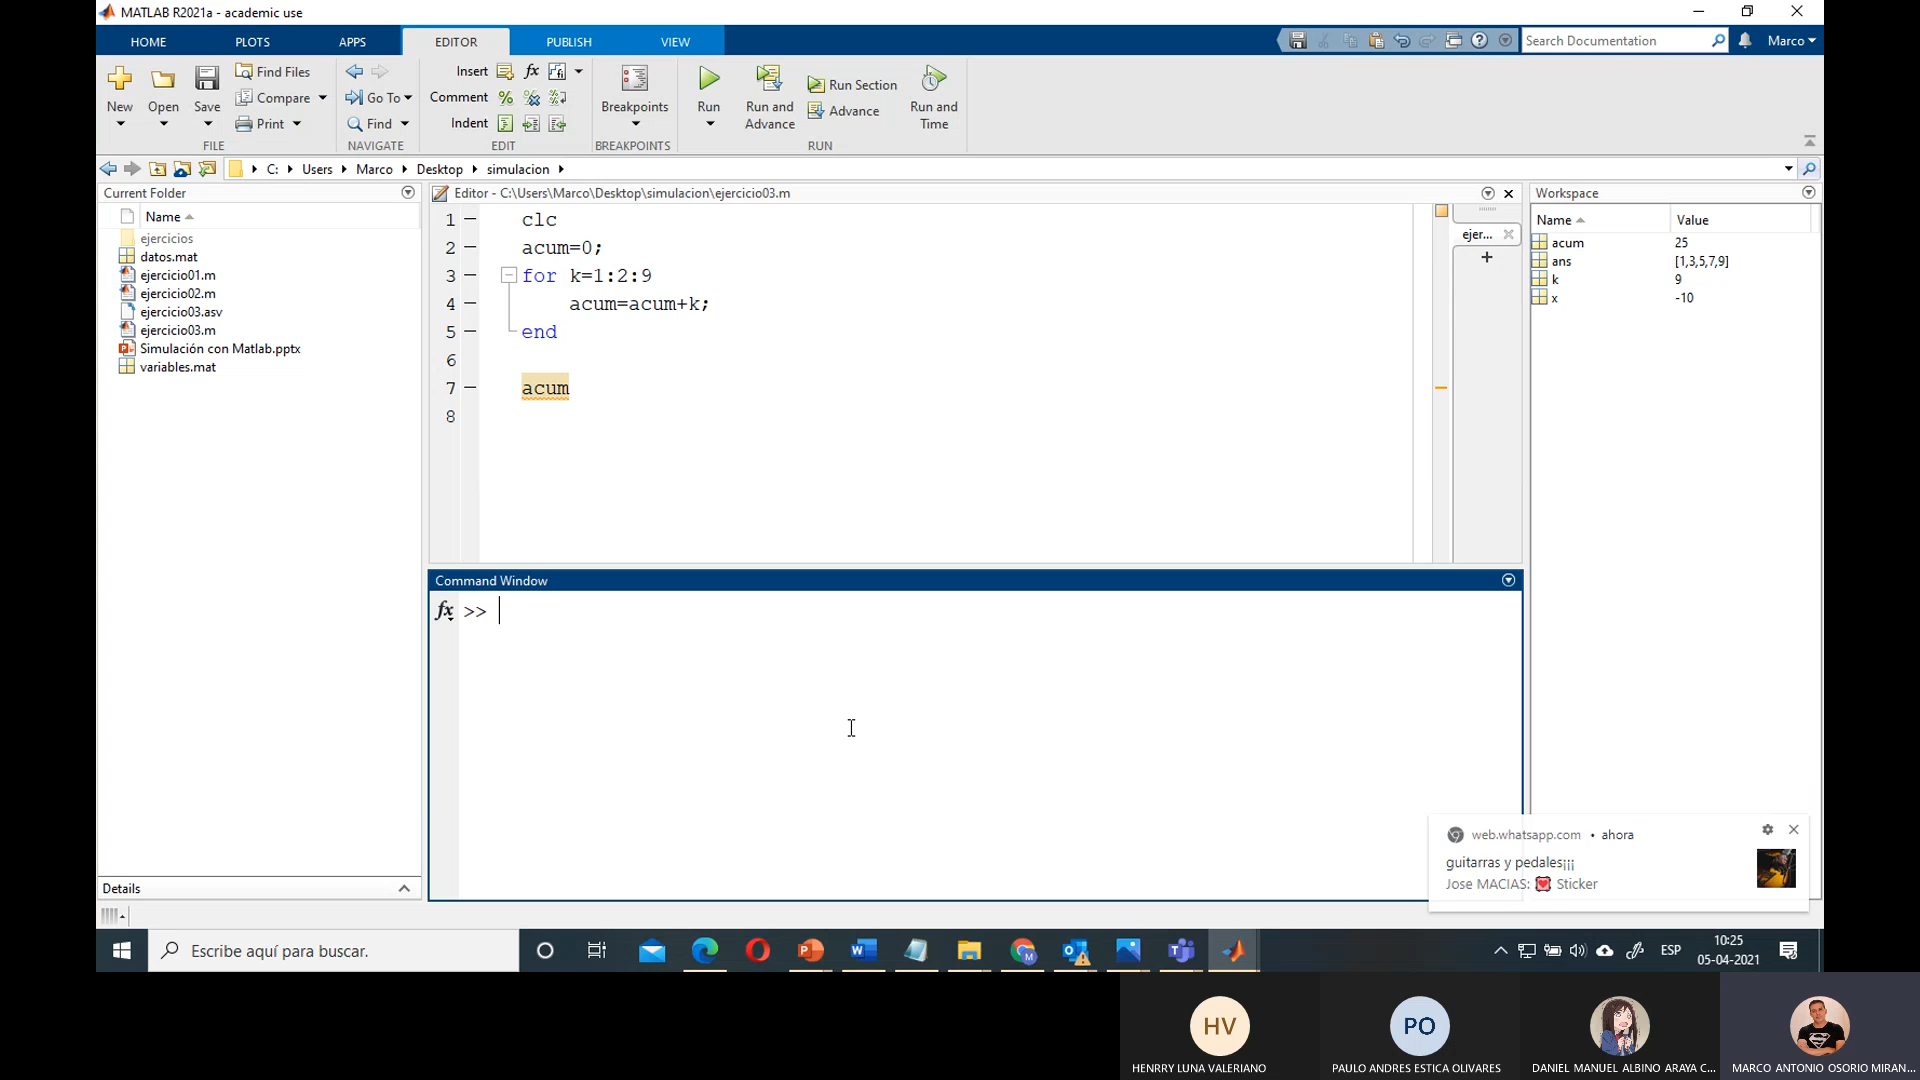 MATLAB R2021a - academic use
HOME
PLOTS
APPS
EDITOR
PUBLISH
VIEW
Search Documentation
Marco
New
Open
Save
Find Files
Compare
Print
FILE
Go To
Find
NAVIGATE
Insert
fx
Comment
%
Indent
EDIT
Breakpoints
BREAKPOINTS
Run
Run and
Advance
Run Section
Advance
Run and
Time
RUN
C: Users Marco Desktop simulacion
Current Folder
Name
ejercicios
datos.mat
ejercicio01.m
ejercicio02.m
ejercicio03.asv
ejercicio03.m
Simulación con Matlab.pptx
variables.mat
Details
Editor - C:\Users\Marco\Desktop\simulacion\ejercicio03.m
ejer...
1 clc
2 acum=0;
3 for k=1:2:9
4 acum=acum+k;
5 end
6
7 acum
8
Command Window
fx >>
Workspace
Name Value
acum 25
ans [1,3,5,7,9]
k 9
x -10
web.whatsapp.com • ahora
guitarras y pedales¡¡¡
Jose MACIAS: Sticker
Escribe aquí para buscar.
ESP
10:25
05-04-2021
HV
HENRRY LUNA VALERIANO
PO
PAULO ANDRES ESTICA OLIVARES
DANIEL MANUEL ALBINO ARAYA C...
MARCO ANTONIO OSORIO MIRAN...